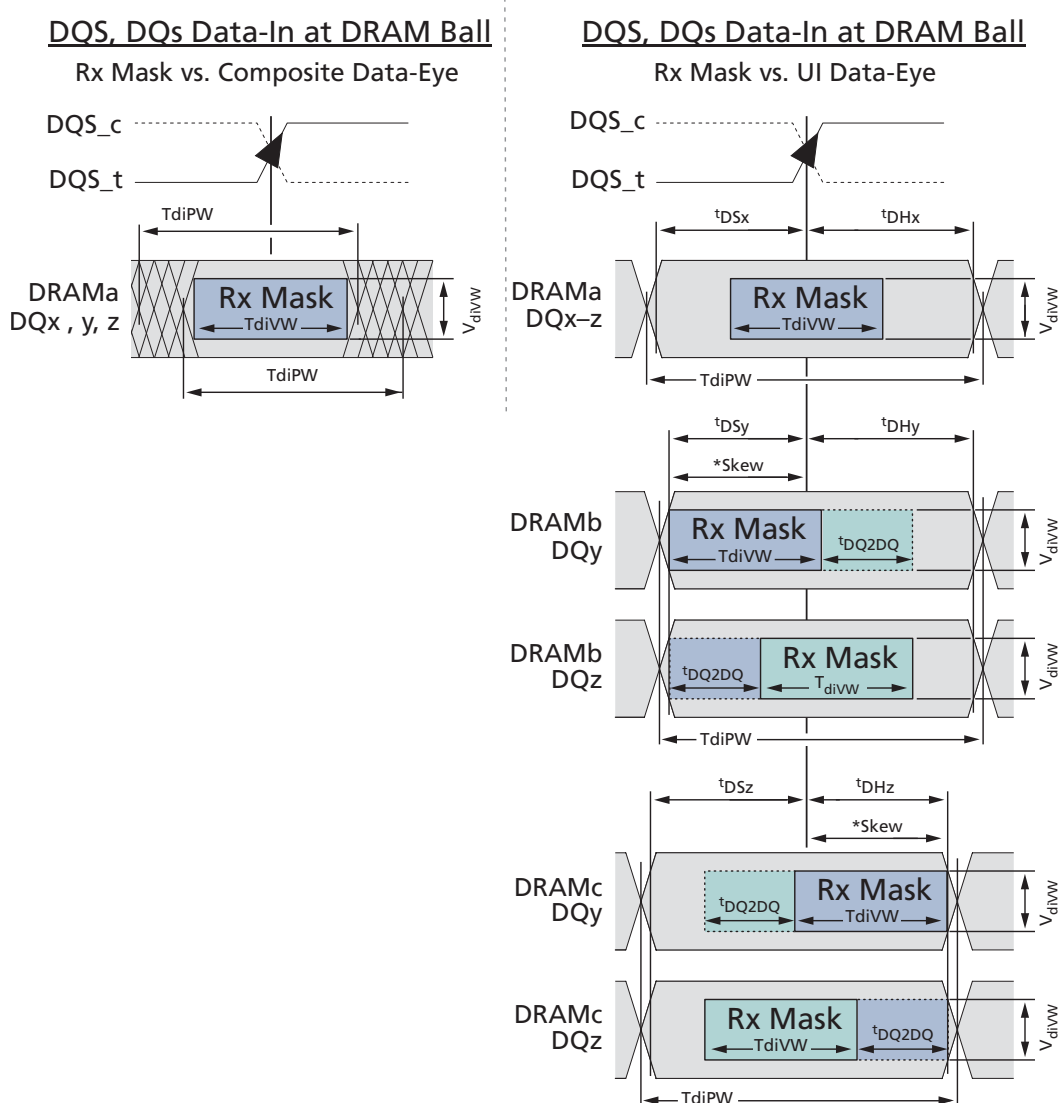 DQS, DQs Data-In at DRAM Ball
Rx Mask vs. Composite Data-Eye
DQS_c
DQS_t
TdiPW
DRAMa
DQx , y, z
Rx Mask
TdiVW
VdiVW
TdiPW
DQS, DQs Data-In at DRAM Ball
Rx Mask vs. UI Data-Eye
DQS_c
DQS_t
tDSx
tDHx
DRAMa
DQx–z
Rx Mask
TdiVW
VdiVW
TdiPW
tDSy
tDHy
*Skew
DRAMb
DQy
Rx Mask
TdiVW
tDQ2DQ
VdiVW
DRAMb
DQz
tDQ2DQ
Rx Mask
TdiVW
VdiVW
TdiPW
tDSz
tDHz
*Skew
DRAMc
DQy
tDQ2DQ
Rx Mask
TdiVW
VdiVW
DRAMc
DQz
Rx Mask
TdiVW
tDQ2DQ
VdiVW
TdiPW